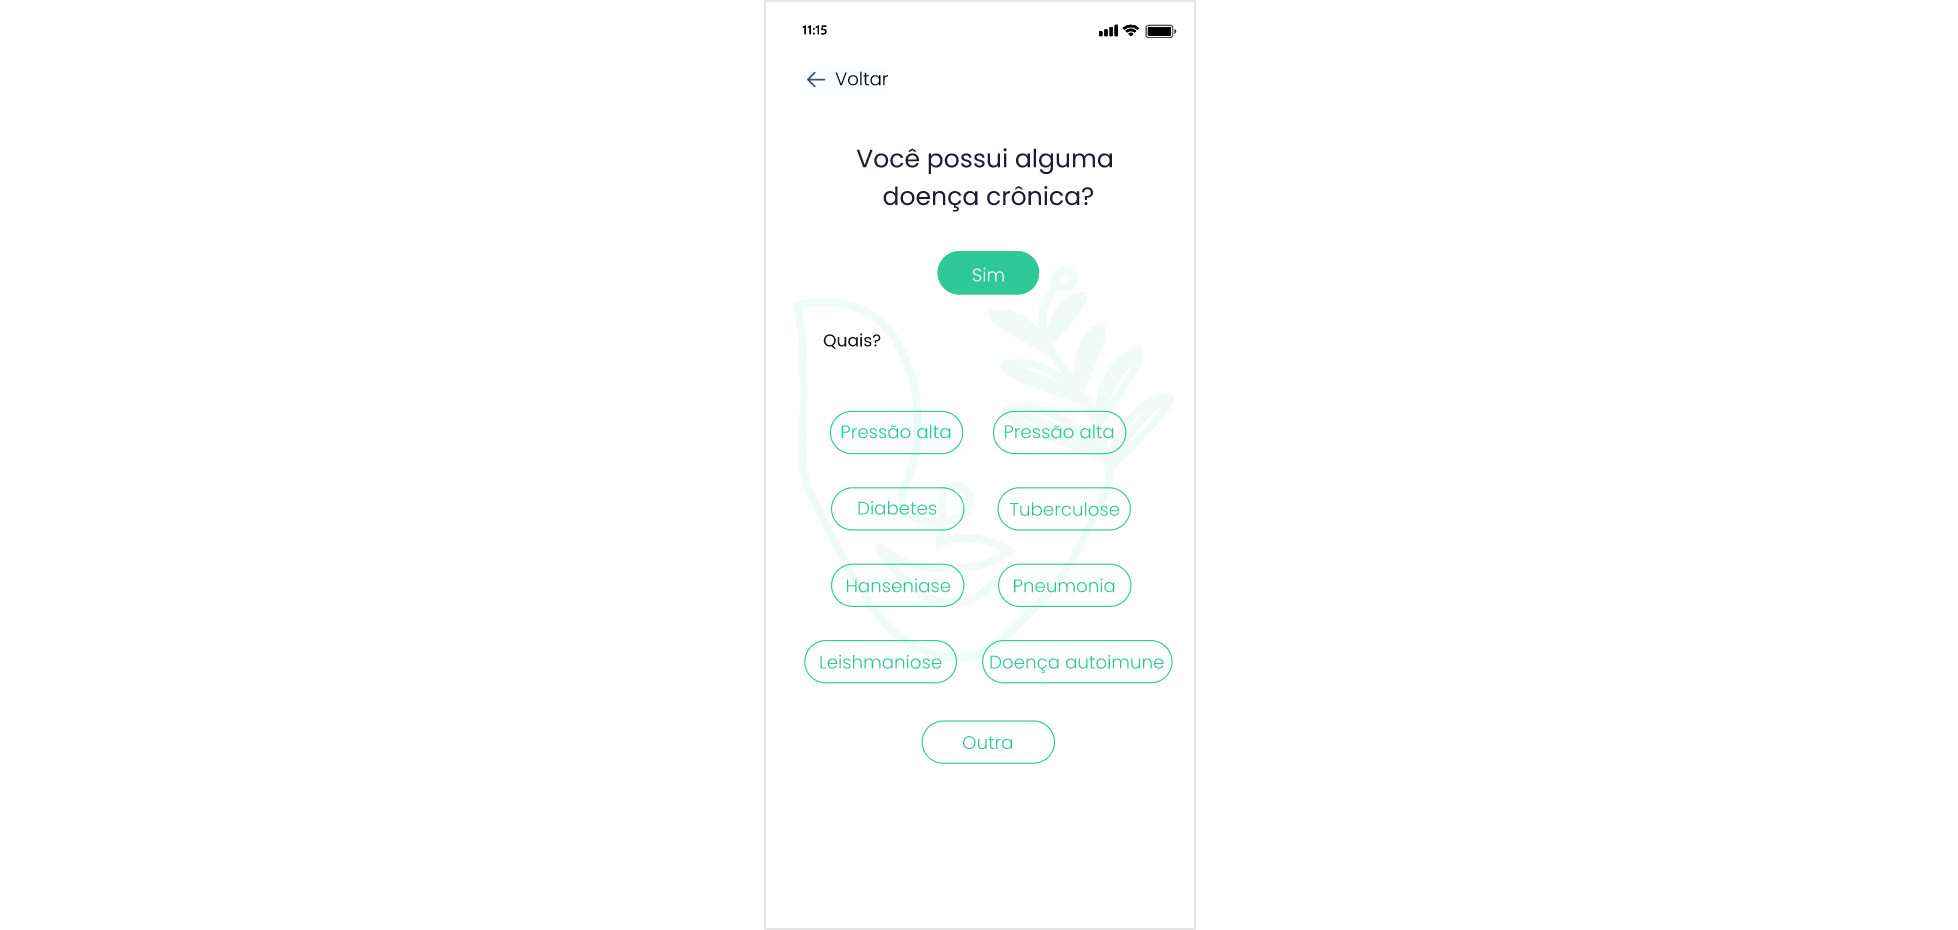 11:15
Voltar
Você possui alguma
doença crônica?
Sim
Quais?
Pressão alta
Pressão alta
Diabetes
Tuberculose
Hanseniase
Pneumonia
Leishmaniose
Doença autoimune
Outra